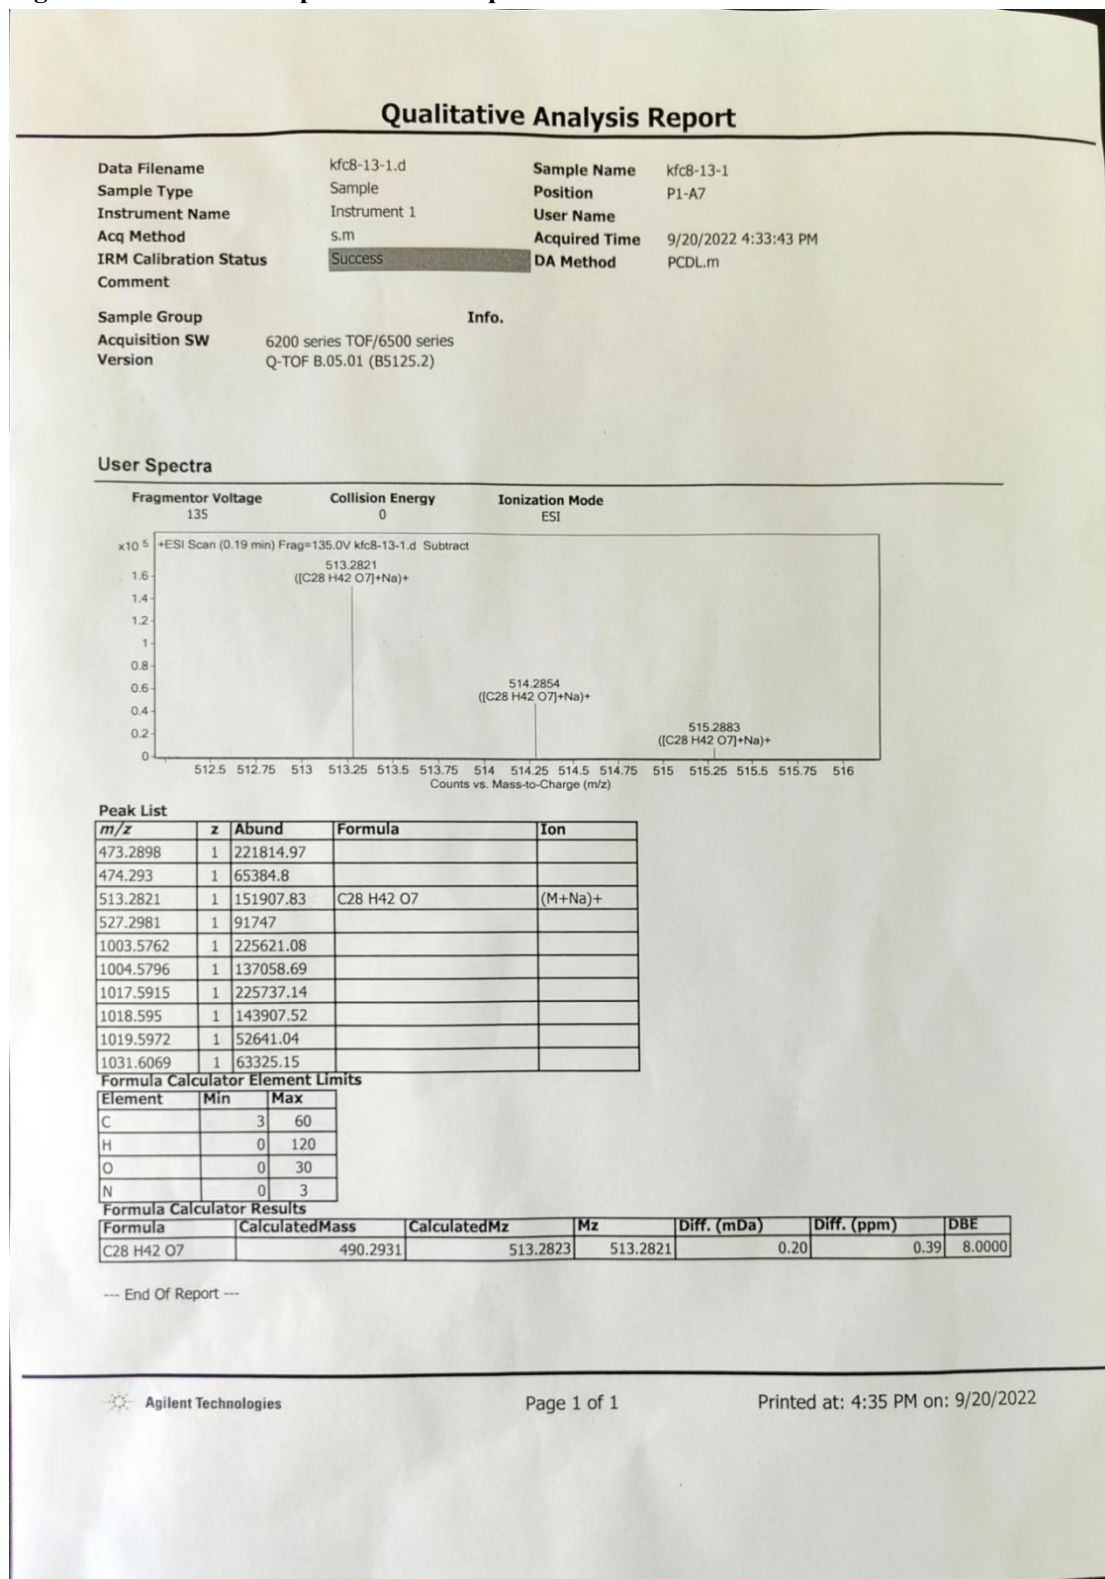 Qualitative Analysis Report
Data Filename kfc8-13-1.d Sample Name kfc8-13-1
Sample Type Sample Position P1-A7
Instrument Name Instrument 1 User Name
Acq Method s.m Acquired Time 9/20/2022 4:33:43 PM
IRM Calibration Status Success DA Method PCDL.m
Comment
Sample Group Info.
Acquisition SW 6200 series TOF/6500 series
Version Q-TOF B.05.01 (B5125.2)
User Spectra
Fragmentor Voltage Collision Energy Ionization Mode
135 0 ESI
x10 5 +ESI Scan (0.19 min) Frag=135.0V kfc8-13-1.d Subtract
513.2821
([C28 H42 O7]+Na)+
1.6
1.4
1.2
1
0.8
0.6
0.4
0.2
0
514.2854
([C28 H42 O7]+Na)+
515.2883
([C28 H42 O7]+Na)+
512.5 512.75 513 513.25 513.5 513.75 514 514.25 514.5 514.75 515 515.25 515.5 515.75 516
Counts vs. Mass-to-Charge (m/z)
Peak List
m/z z Abund Formula Ion
473.2898 1 221814.97
474.293 1 65384.8
513.2821 1 151907.83 C28 H42 O7 (M+Na)+
527.2981 1 91747
1003.5762 1 225621.08
1004.5796 1 137058.69
1017.5915 1 225737.14
1018.595 1 143907.52
1019.5972 1 52641.04
1031.6069 1 63325.15
Formula Calculator Element Limits
Element Min Max
C 3 60
H 0 120
O 0 30
N 0 3
Formula Calculator Results
Formula CalculatedMass CalculatedMz Mz Diff. (mDa) Diff. (ppm) DBE
C28 H42 O7 490.2931 513.2823 513.2821 0.20 0.39 8.0000
--- End Of Report ---
Agilent Technologies Page 1 of 1 Printed at: 4:35 PM on: 9/20/2022